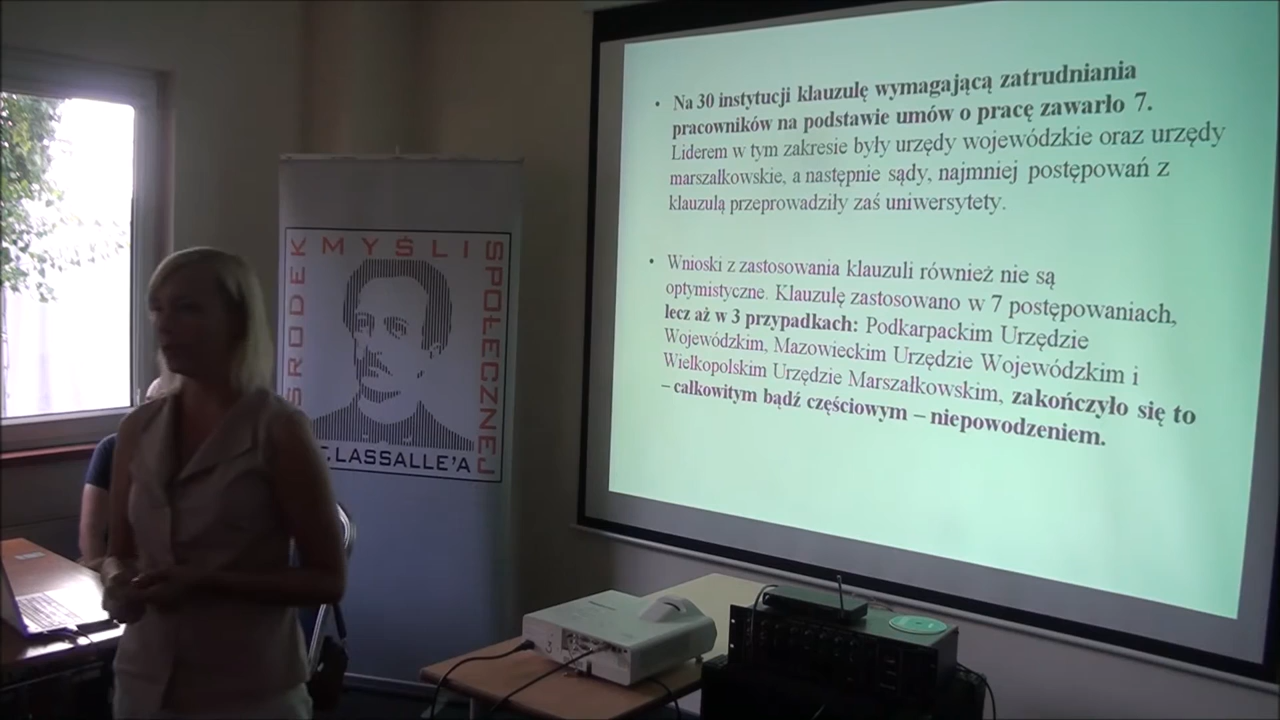 OŚRODEK MYŚLI SPOŁECZNEJ
F. LASSALLE'A
• Na 30 instytucji klauzulę wymagającą zatrudniania
pracowników na podstawie umów o pracę zawarło 7.
Liderem w tym zakresie były urzędy wojewódzkie oraz urzędy
marszałkowskie, a następnie sądy, najmniej postępowań z
klauzulą przeprowadziły zaś uniwersytety.
• Wnioski z zastosowania klauzuli również nie są
optymistyczne. Klauzulę zastosowano w 7 postępowaniach,
lecz aż w 3 przypadkach: Podkarpackim Urzędzie
Wojewódzkim, Mazowieckim Urzędzie Wojewódzkim i
Wielkopolskim Urzędzie Marszałkowskim, zakończyło się to
– całkowitym bądź częściowym – niepowodzeniem.
3